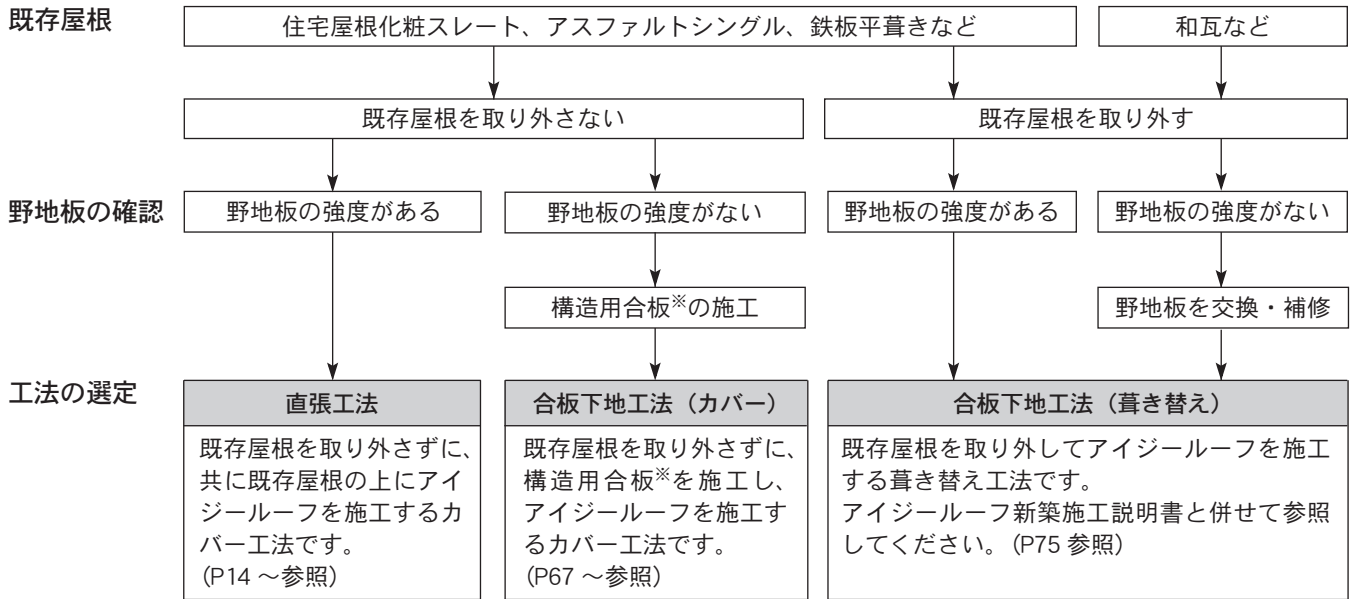 既存屋根
住宅屋根化粧スレート、アスファルトシングル、鉄板平葺きなど
和瓦など
既存屋根を取り外さない
既存屋根を取り外す
野地板の確認
野地板の強度がある
野地板の強度がない
野地板の強度がある
野地板の強度がない
構造用合板※の施工
野地板を交換・補修
工法の選定
直張工法
既存屋根を取り外さずに、
共に既存屋根の上にアイ
ジールーフを施工するカ
バー工法です。
(P14 ～参照)
合板下地工法（カバー）
既存屋根を取り外さずに、
構造用合板※を施工し、
アイジールーフを施工す
るカバー工法です。
(P67 ～参照)
合板下地工法（葺き替え）
既存屋根を取り外してアイジールーフを施工
する葺き替え工法です。
アイジールーフ新築施工説明書と併せて参照
してください。(P75 参照)